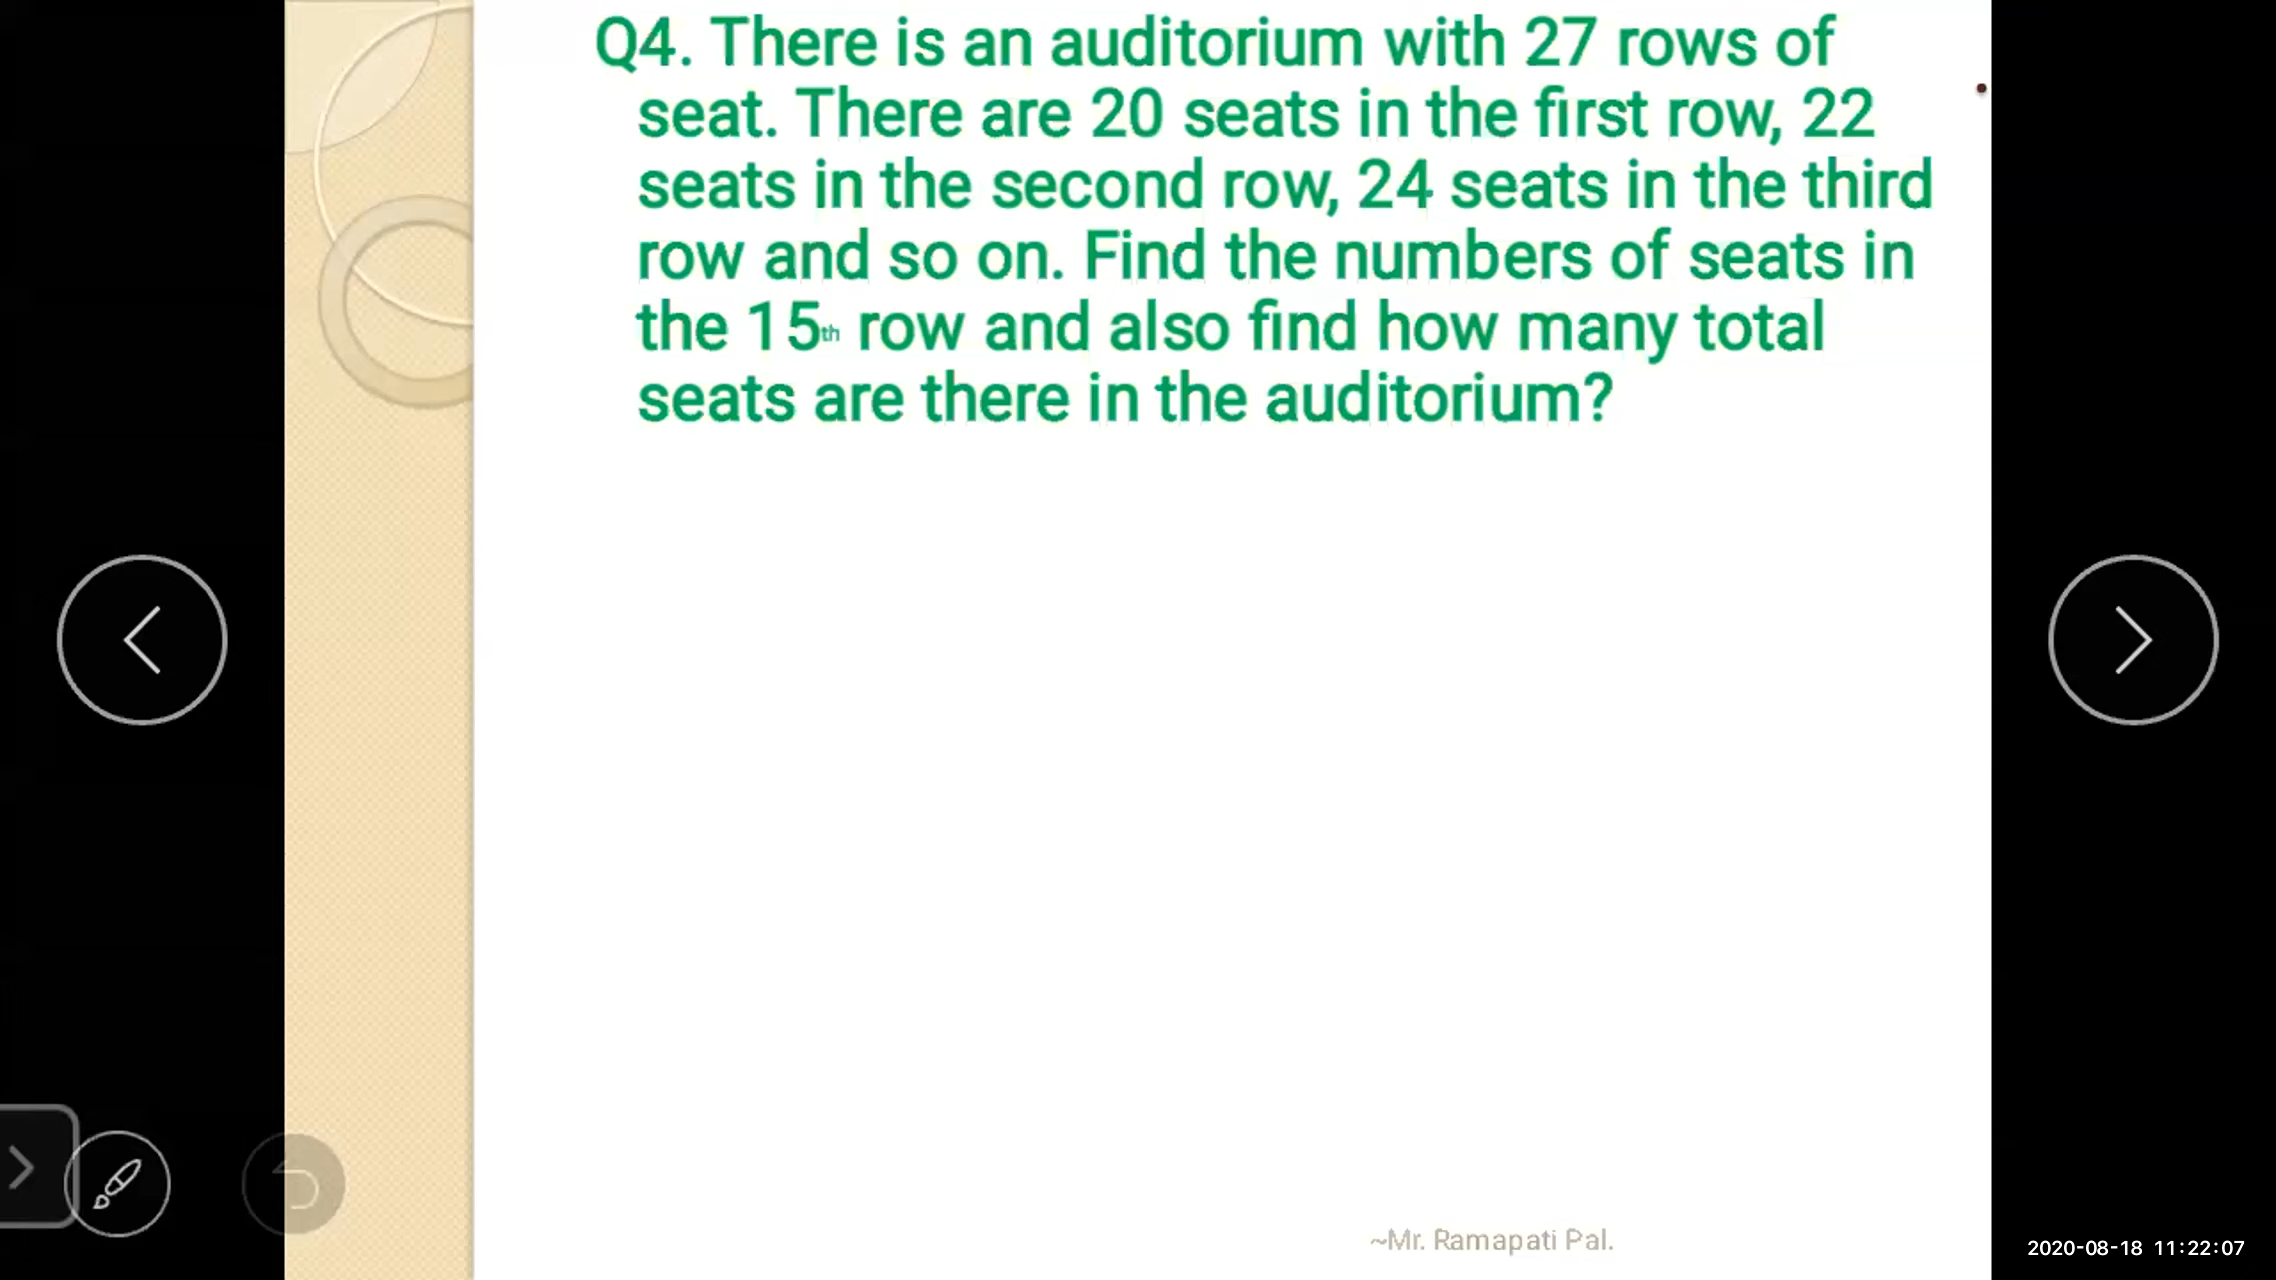 Q4. There is an auditorium with 27 rows of
seat. There are 20 seats in the first row, 22
seats in the second row, 24 seats in the third
row and so on. Find the numbers of seats in
the 15th row and also find how many total
seats are there in the auditorium?
~Mr. Ramapati Pal.
2020-08-18 11:22:07